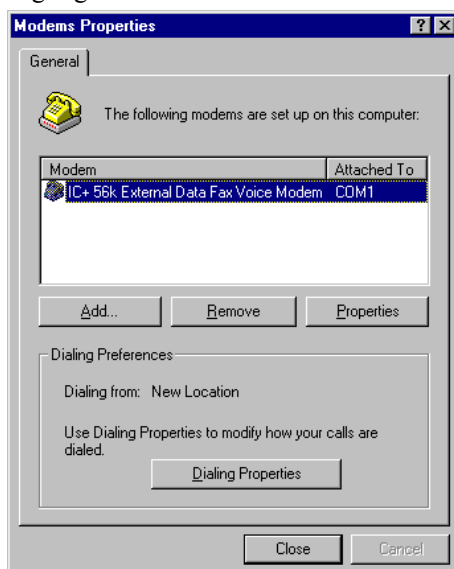 Modems Properties
General
The following modems are set up on this computer:
Modem Attached To
IC+ 56k External Data Fax Voice Modem COM1
Add... Remove Properties
Dialing Preferences
Dialing from: New Location
Use Dialing Properties to modify how your calls are
dialed.
Dialing Properties
Close Cancel